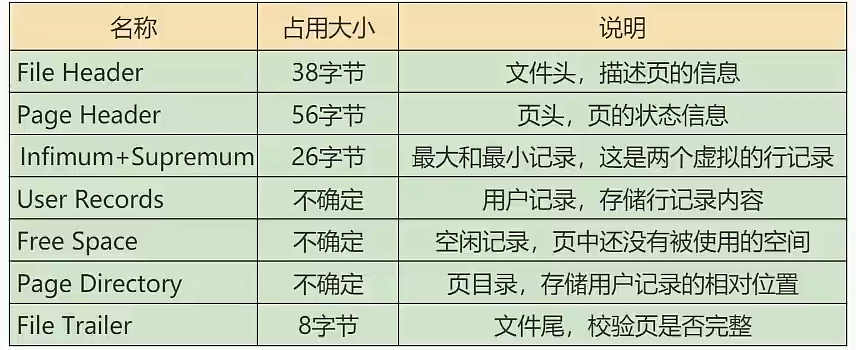 名称 占用大小 说明
File Header 38字节 文件头，描述页的信息
Page Header 56字节 页头，页的状态信息
Infimum+Supremum 26字节 最大和最小记录，这是两个虚拟的行记录
User Records 不确定 用户记录，存储行记录内容
Free Space 不确定 空闲记录，页中还没有被使用的空间
Page Directory 不确定 页目录，存储用户记录的相对位置
File Trailer 8字节 文件尾，校验页是否完整